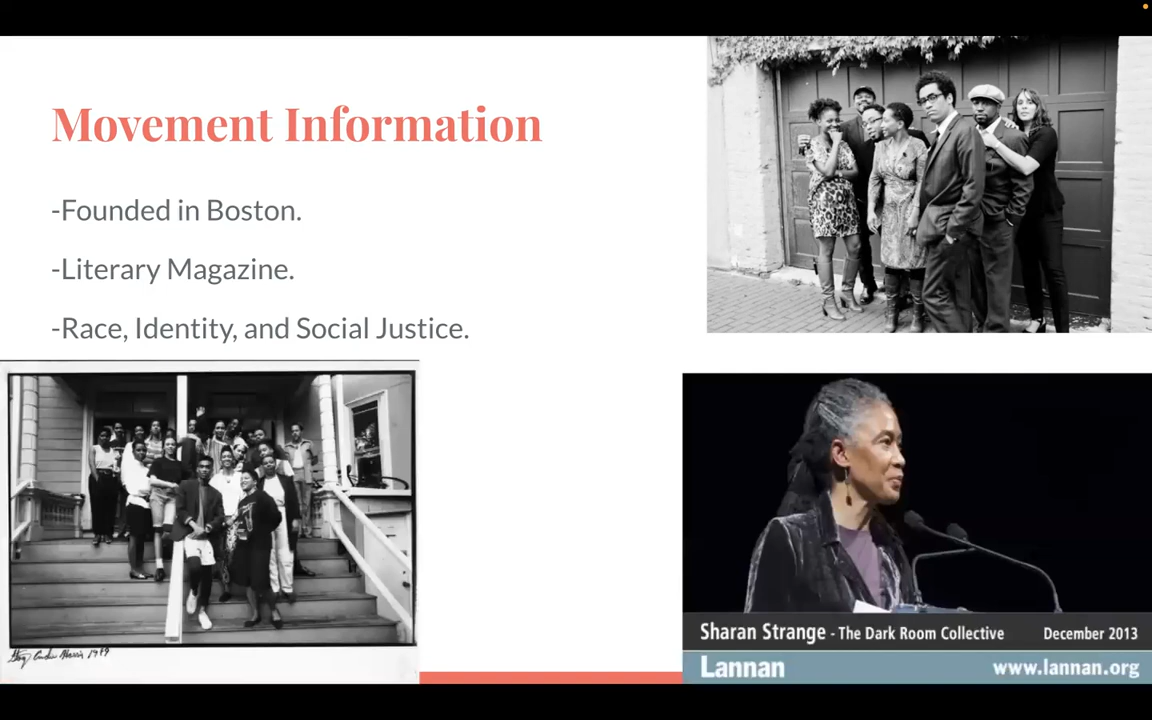 Movement Information
-Founded in Boston.
-Literary Magazine.
-Race, Identity, and Social Justice.
1989
Sharan Strange - The Dark Room Collective December 2013
Lannan www.lannan.org